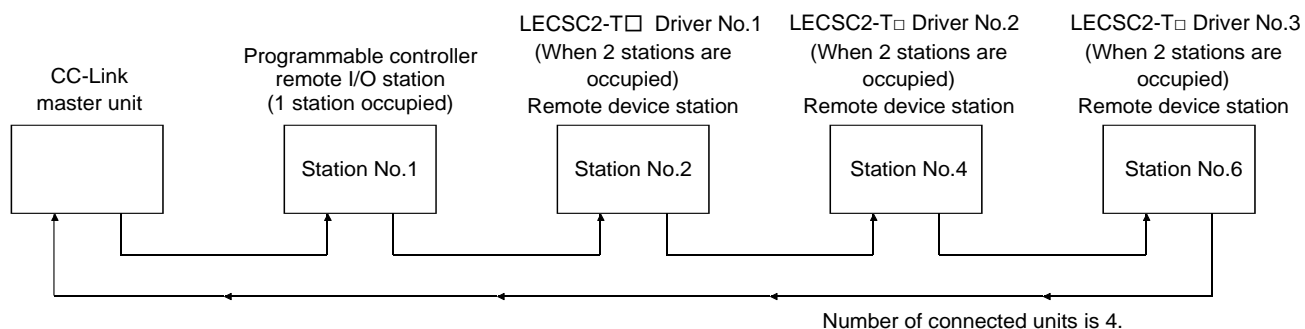 CC-Link
master unit
Programmable controller
remote I/O station
(1 station occupied)
LECSC2-T□ Driver No.1
(When 2 stations are
occupied)
Remote device station
LECSC2-T□ Driver No.2
(When 2 stations are
occupied)
Remote device station
LECSC2-T□ Driver No.3
(When 2 stations are
occupied)
Remote device station
Station No.1
Station No.2
Station No.4
Station No.6
Number of connected units is 4.